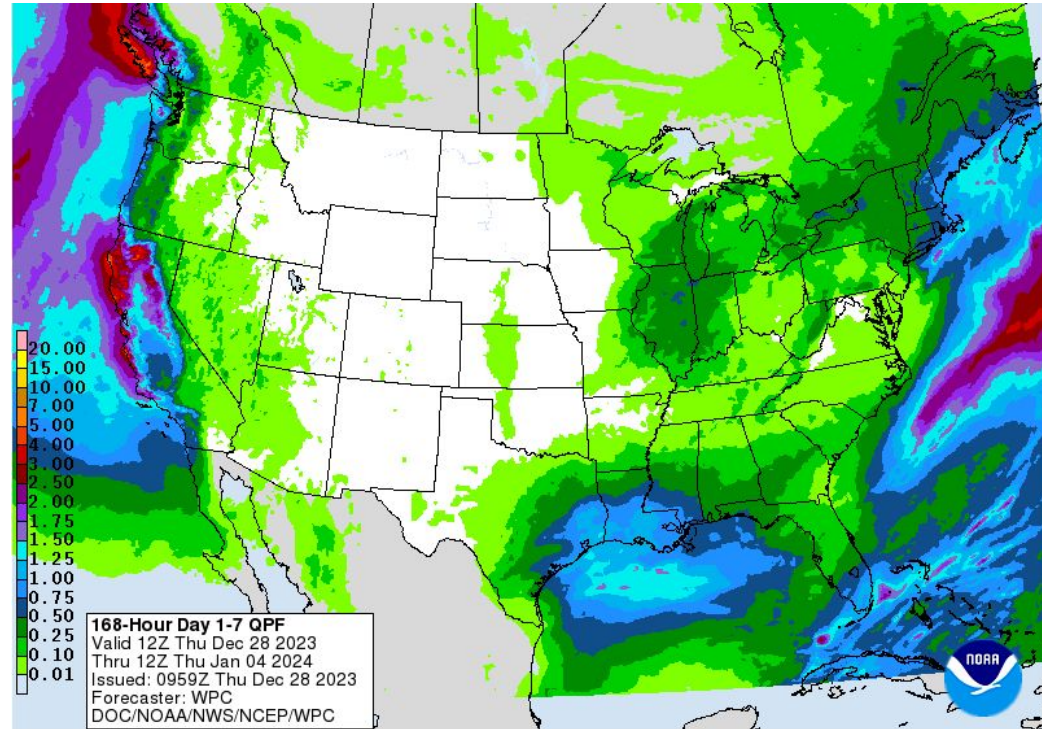 20.00
15.00
10.00
7.00
5.00
4.00
3.00
2.50
2.00
1.75
1.50
1.25
1.00
0.75
0.50
0.25
0.10
0.01
168-Hour Day 1-7 QPF
Valid 12Z Thu Dec 28 2023
Thru 12Z Thu Jan 04 2024
Issued: 0959Z Thu Dec 28 2023
Forecaster: WPC
DOC/NOAA/NWS/NCEP/WPC
NOAA